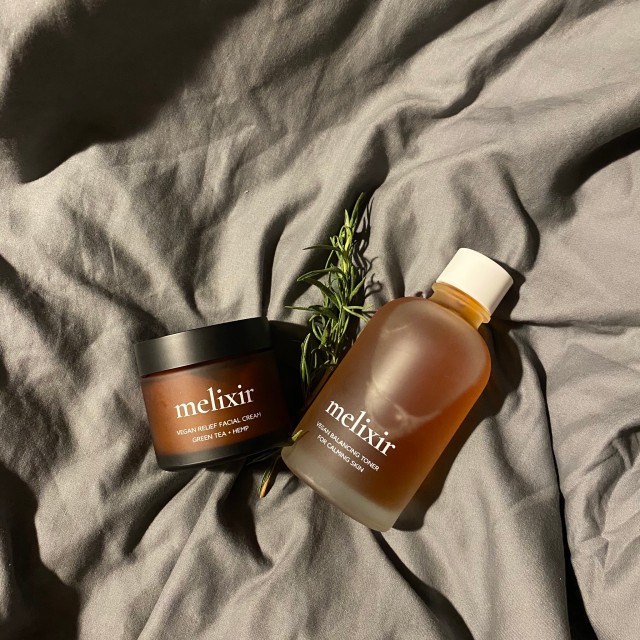 melixir
VEGAN RELIEF FACIAL CREAM
GREEN TEA + HEMP
melixir
VEGAN BALANCING TONER
FOR CALMING SKIN